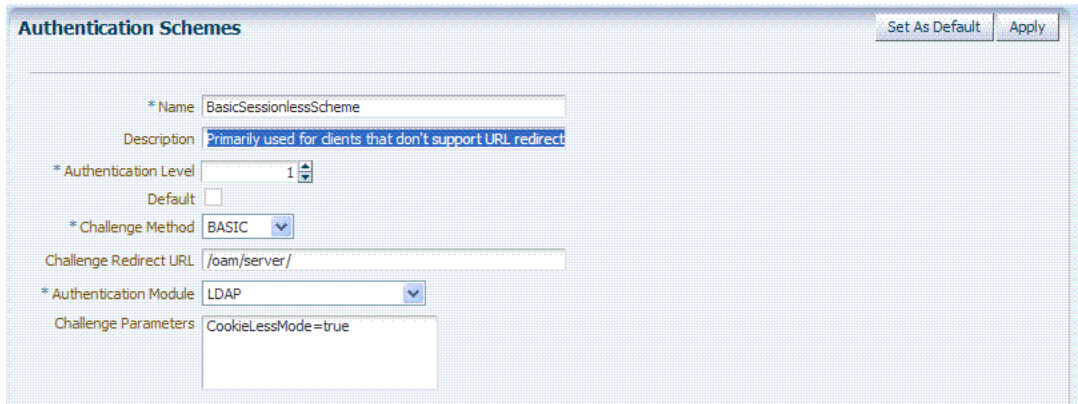 Authentication Schemes
Set As Default Apply
* Name BasicSessionlessScheme
Description Primarily used for clients that don't support URL redirect
* Authentication Level 1
Default
* Challenge Method BASIC
Challenge Redirect URL /oam/server/
* Authentication Module LDAP
Challenge Parameters CookieLessMode=true